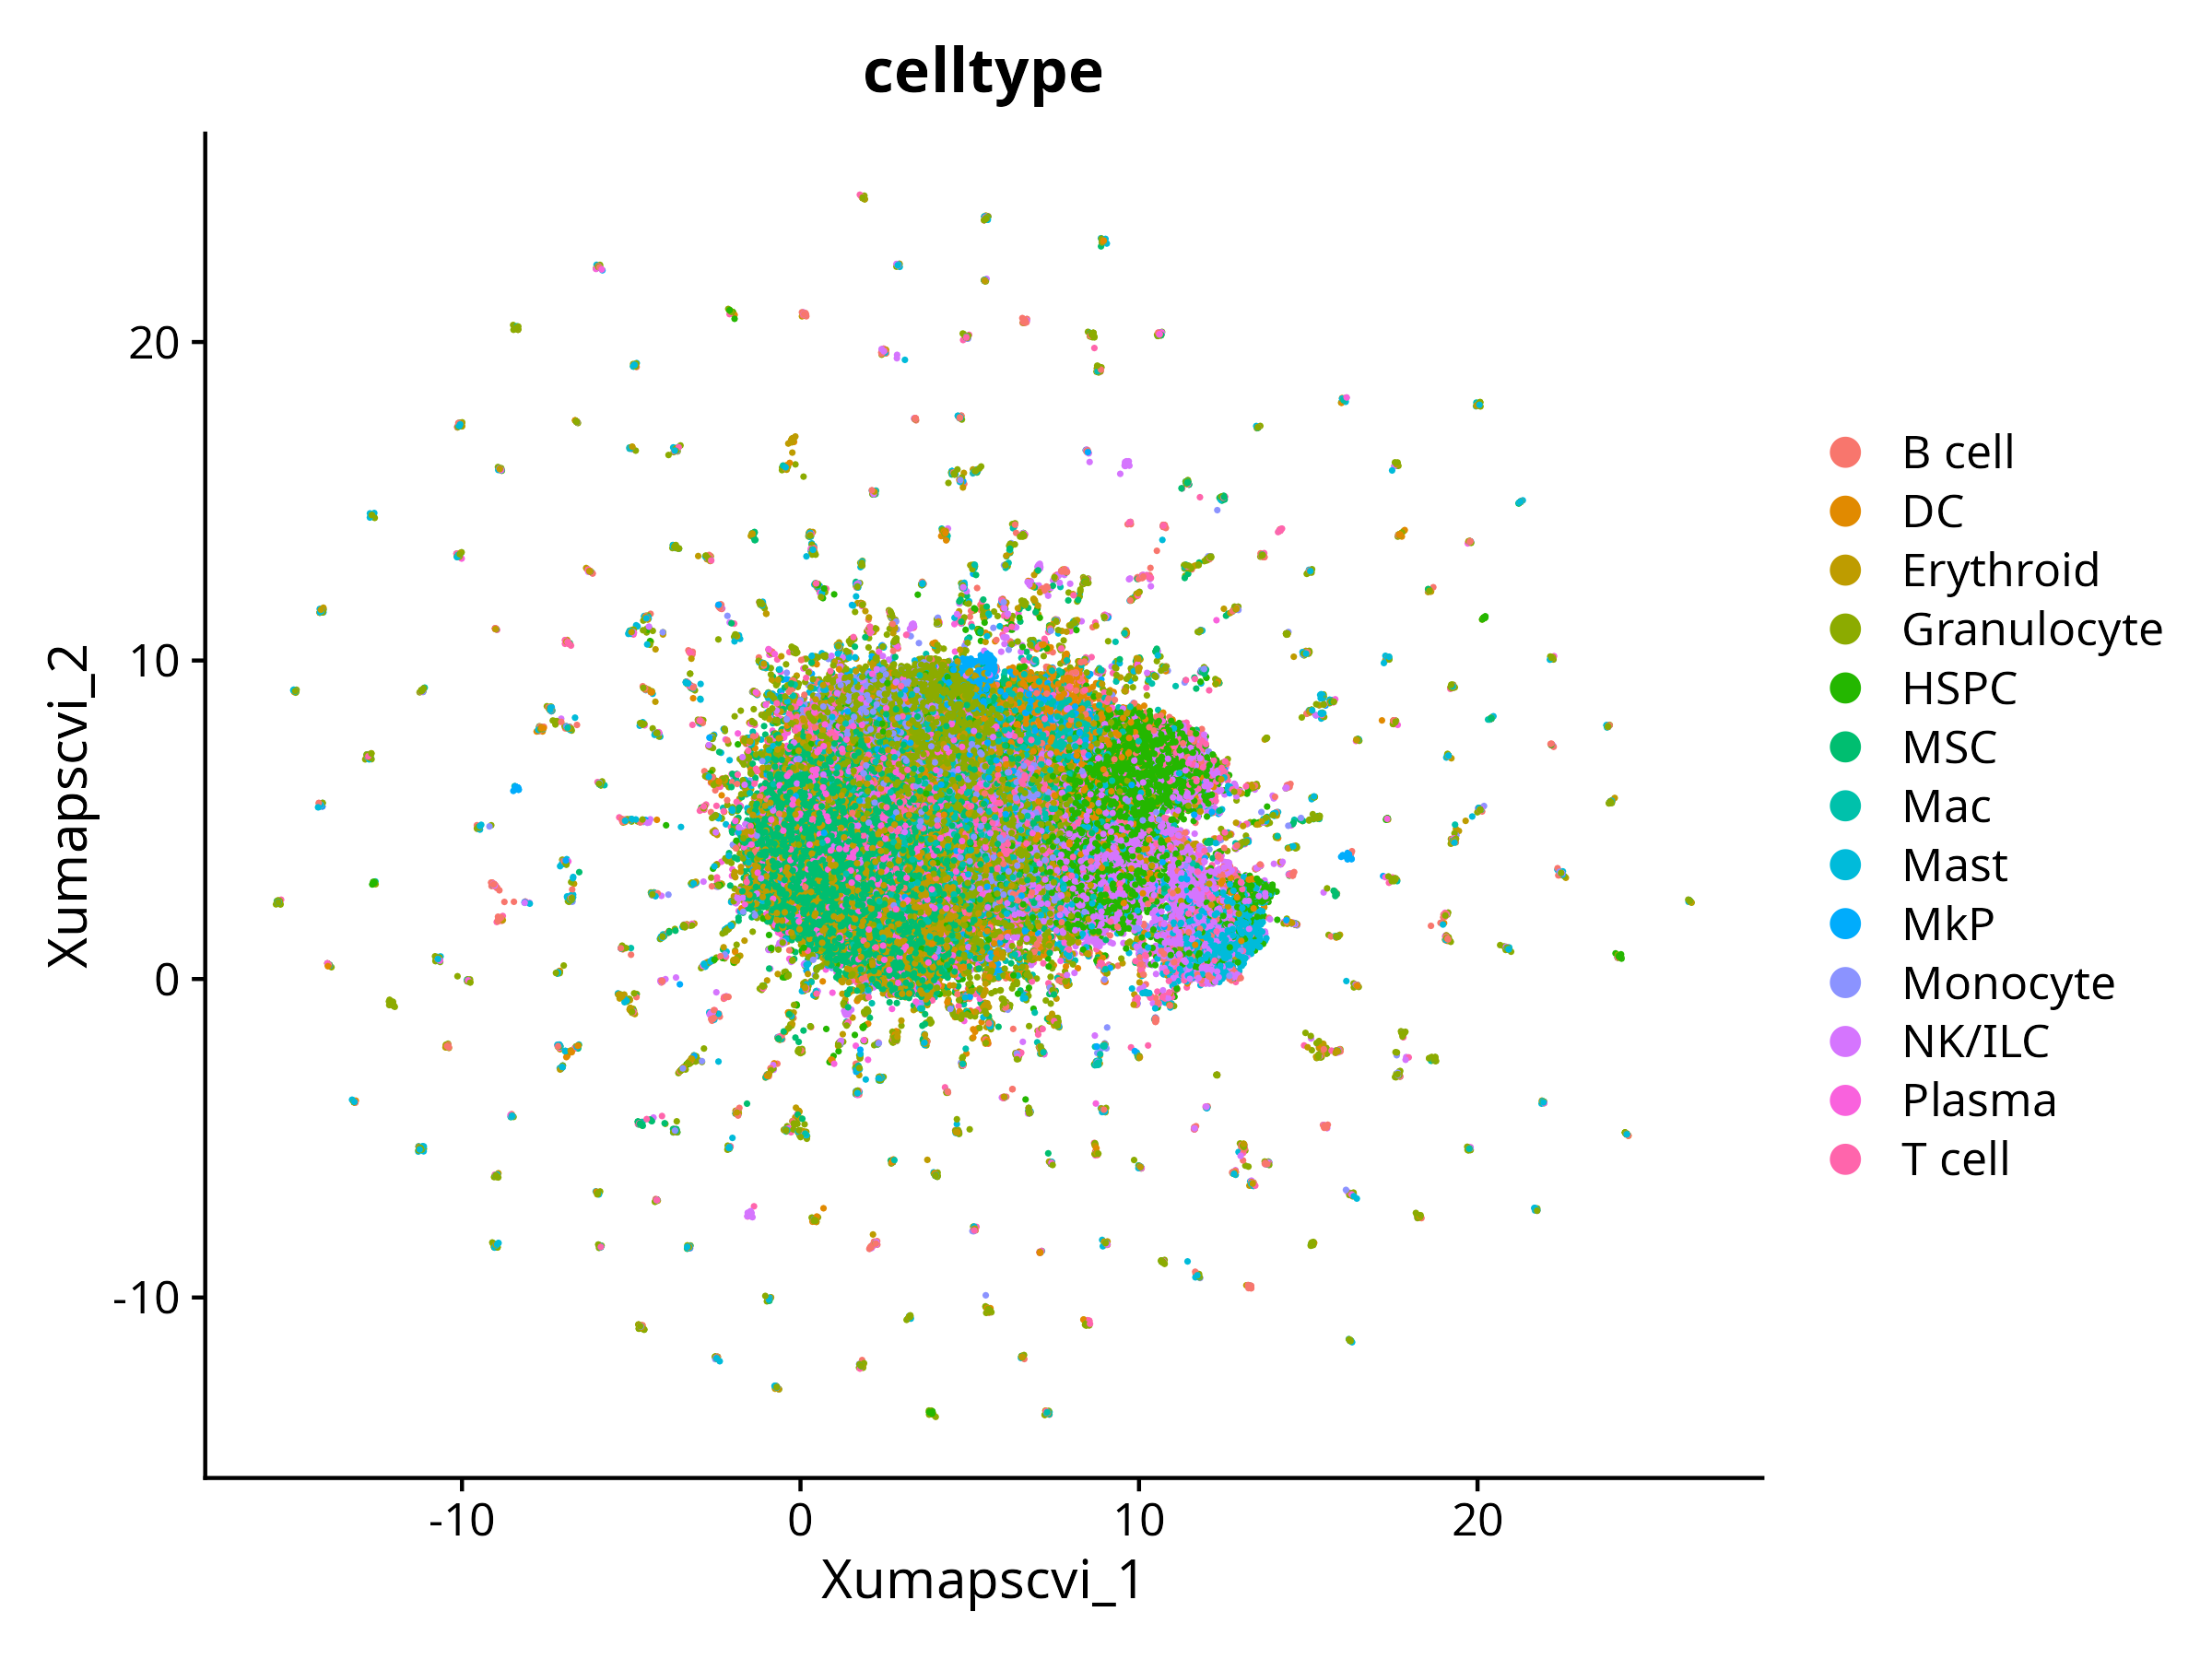 celltype
Xumapscvi_2
20
10
0
-10
-10
0
10
20
Xumapscvi_1
B cell
DC
Erythroid
Granulocyte
HSPC
MSC
Mac
Mast
MkP
Monocyte
NK/ILC
Plasma
T cell